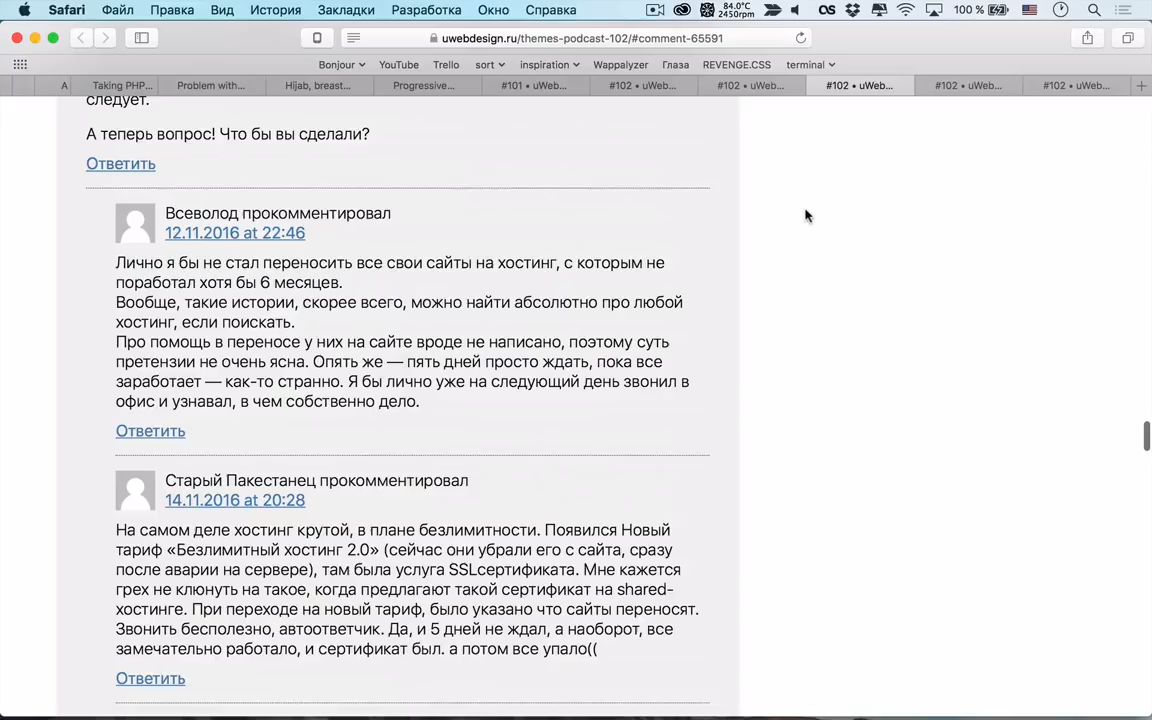 Safari Файл Правка Вид История Закладки Разработка Окно Справка 84.0°C 2450rpm 100 %
uwebdesign.ru/themes-podcast-102/#comment-65591
Bonjour YouTube Trello sort inspiration Wappalyzer Глаза REVENGE.CSS terminal
A Taking PHP... Problem with... Hijab, breast... Progressive... #101 • uWeb... #102 • uWeb... #102 • uWeb... #102 • uWeb... #102 • uWeb... #102 • uWeb...
следует.
А теперь вопрос! Что бы вы сделали?
Ответить
Всеволод прокомментировал
12.11.2016 at 22:46
Лично я бы не стал переносить все свои сайты на хостинг, с которым не
поработал хотя бы 6 месяцев.
Вообще, такие истории, скорее всего, можно найти абсолютно про любой
хостинг, если поискать.
Про помощь в переносе у них на сайте вроде не написано, поэтому суть
претензии не очень ясна. Опять же — пять дней просто ждать, пока все
заработает — как-то странно. Я бы лично уже на следующий день звонил в
офис и узнавал, в чем собственно дело.
Ответить
Старый Пакестанец прокомментировал
14.11.2016 at 20:28
На самом деле хостинг крутой, в плане безлимитности. Появился Новый
тариф «Безлимитный хостинг 2.0» (сейчас они убрали его с сайта, сразу
после аварии на сервере), там была услуга SSLсертификата. Мне кажется
грех не клюнуть на такое, когда предлагают такой сертификат на shared-
хостинге. При переходе на новый тариф, было указано что сайты переносят.
Звонить бесполезно, автоответчик. Да, и 5 дней не ждал, а наоборот, все
замечательно работало, и сертификат был. а потом все упало((
Ответить